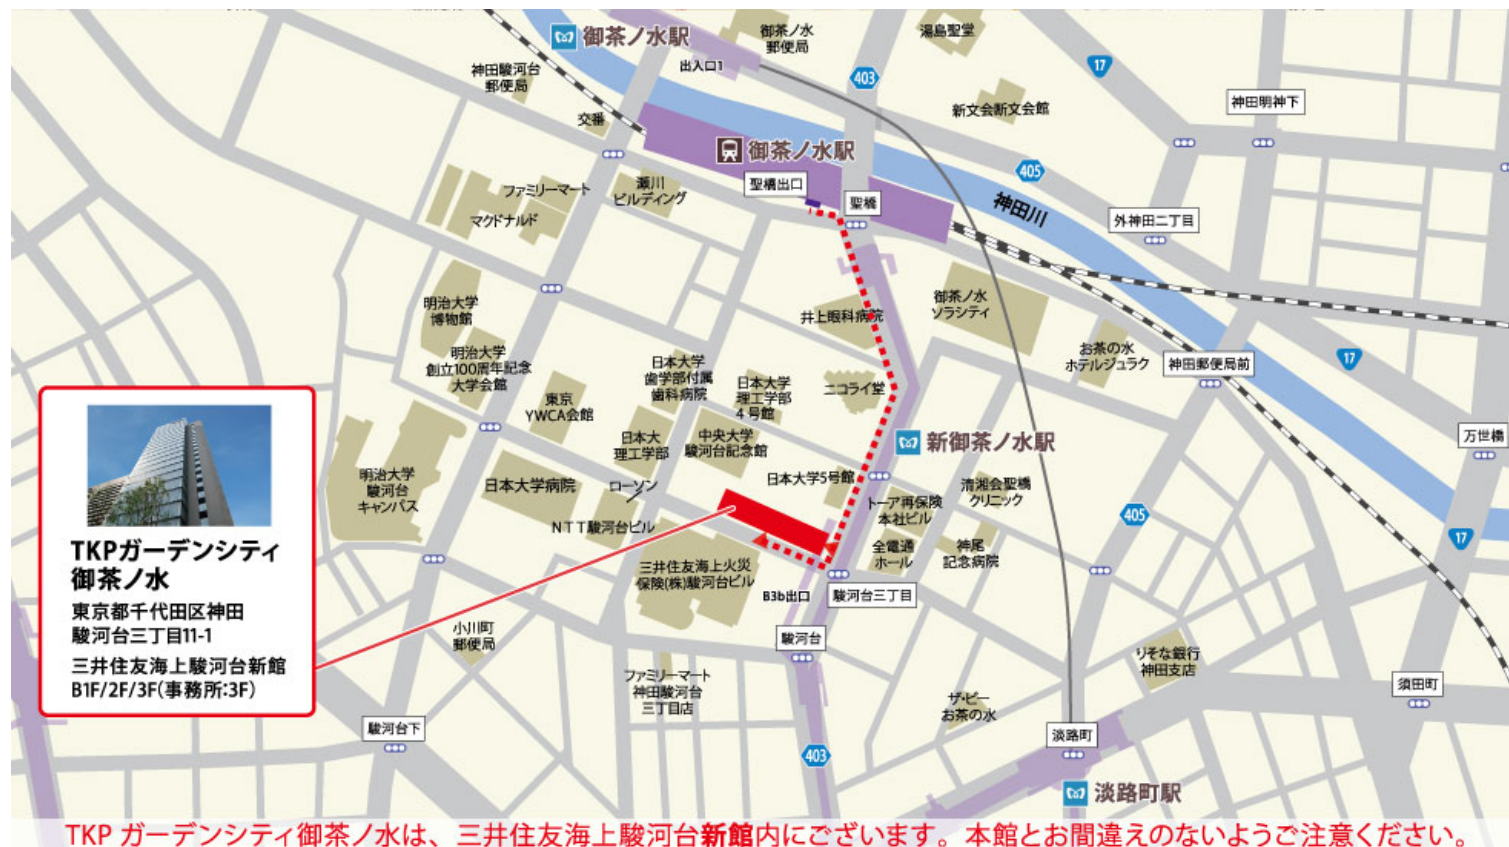 御茶ノ水駅
御茶ノ水
郵便局
湯島聖堂
出入口1
403
17
神田駿河台
郵便局
神田明神下
新文会断文会館
交番
御茶ノ水駅
405
ファミリーマート
瀬川
ビルディング
聖橋出口
聖橋
神田川
マクドナルド
外神田二丁目
明治大学
博物館
井上眼科病院
御茶ノ水
ソラシティ
明治大学
創立100周年記念
大学会館
日本大学
歯学部付属
歯科病院
お茶の水
ホテルジュラク
神田郵便局前
17
東京
YWCA会館
日本大学
理工学部
4号館
ニコライ堂
日本大
理工学部
中央大学
駿河台記念館
新御茶ノ水駅
万世橋
明治大学
駿河台
キャンパス
日本大学病院
ローソン
日本大学5号館
清湘会聖橋
クリニック
トーア再保険
本社ビル
405
NTT駿河台ビル
17
全電通
ホール
神尾
記念病院
三井住友海上火災
保険(株)駿河台ビル
B3b出口
駿河台三丁目
TKPガーデンシティ
御茶ノ水
東京都千代田区神田
駿河台三丁目11-1
三井住友海上駿河台新館
B1F/2F/3F(事務所:3F)
小川町
郵便局
駿河台
りそな銀行
神田支店
ファミリーマート
神田駿河台
三丁目店
須田町
ザ・ビー
お茶の水
駿河台下
淡路町
403
淡路町駅
TKP ガーデンシティ御茶ノ水は、三井住友海上駿河台新館内にございます。本館とお間違えのないようご注意ください。